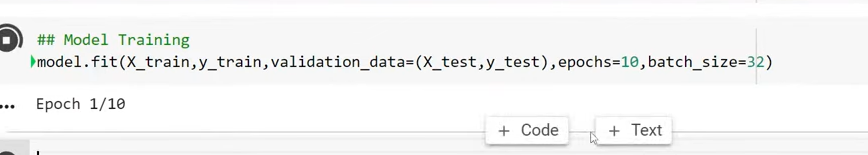 ## Model Training
model.fit(X_train,y_train,validation_data=(X_test,y_test),epochs=10,batch_size=32)
... Epoch 1/10
+ Code + Text